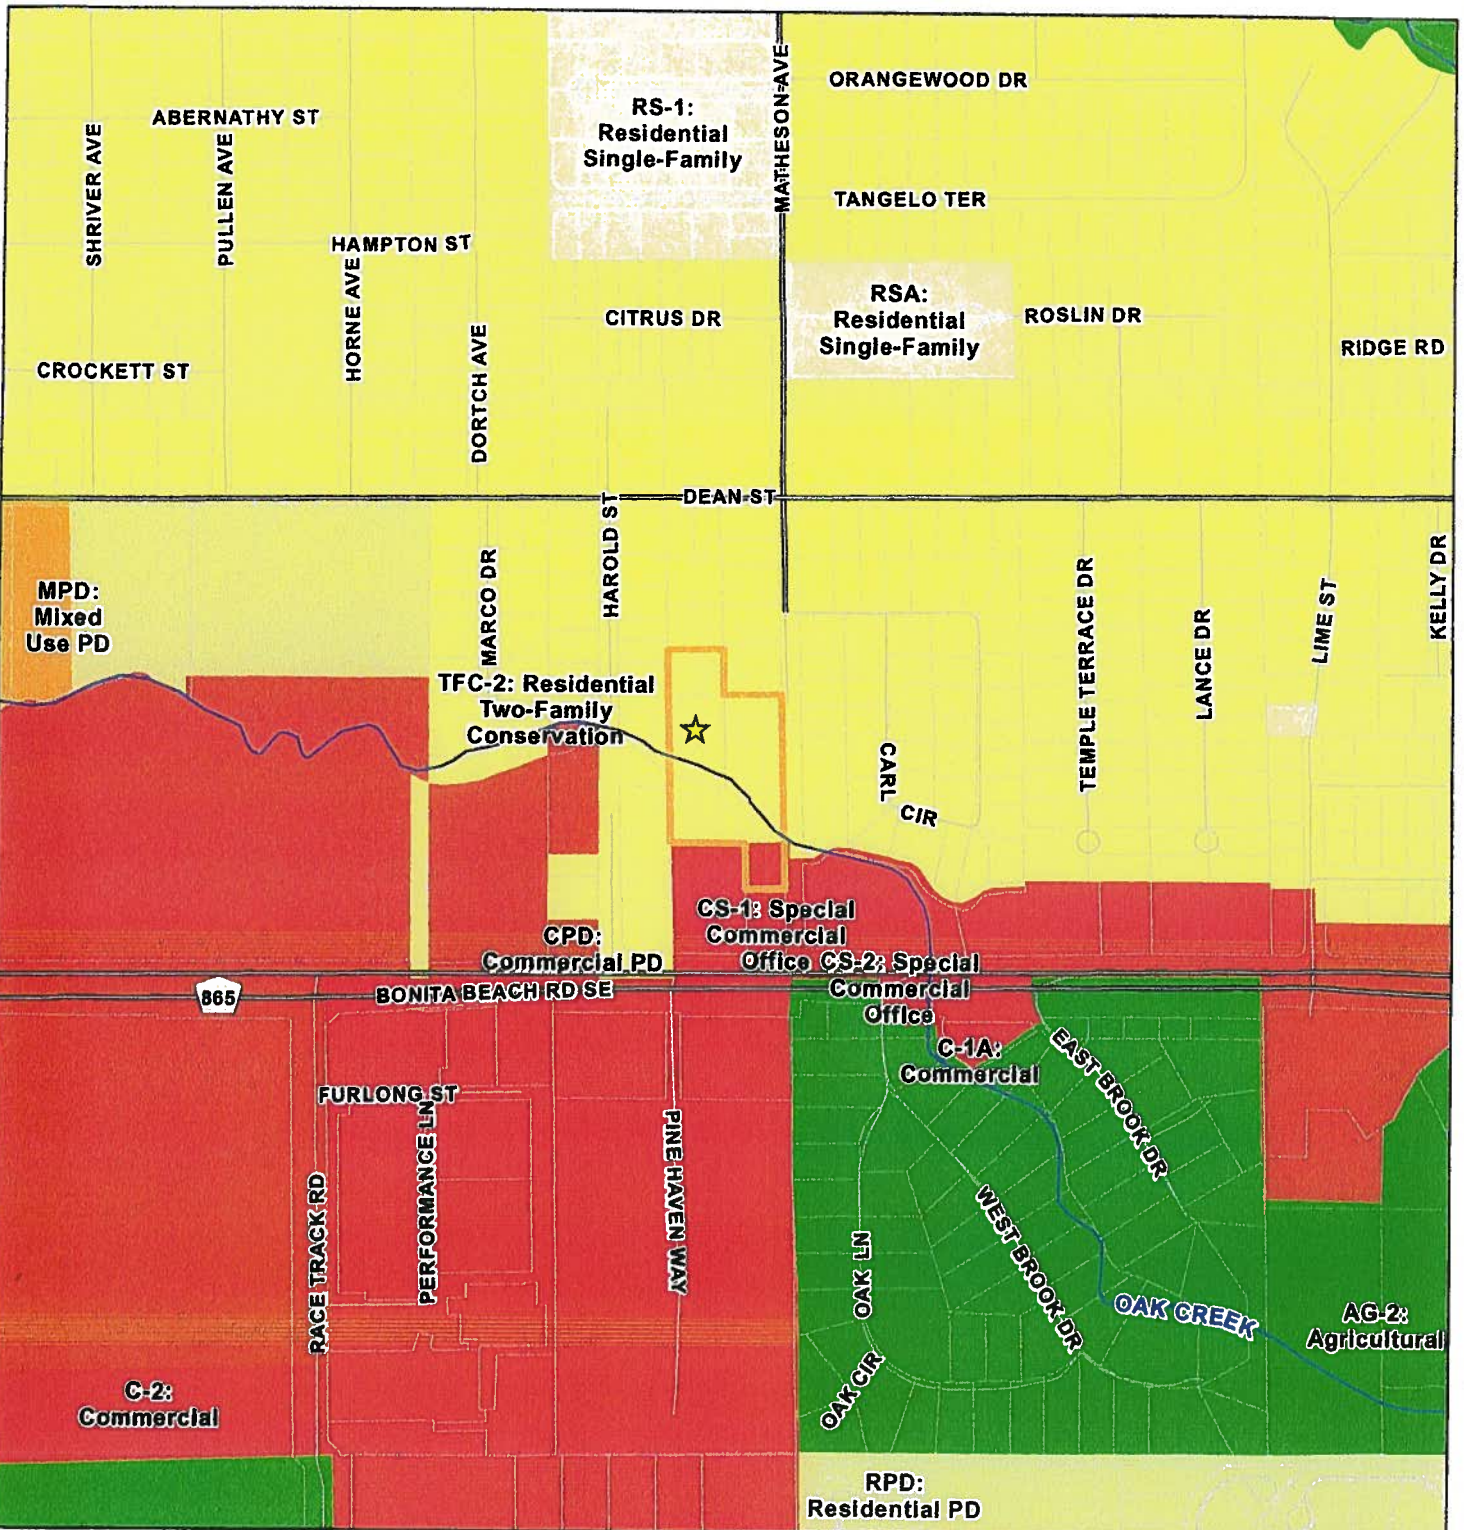 ORANGEWOOD DR
MATHESON AVE
RS-1:
Residential
Single-Family
ABERNATHY ST
SHRIVER AVE
PULLEN AVE
TANGELO TER
HAMPTON ST
HORNE AVE
RSA:
Residential
Single-Family
CITRUS DR
ROSLIN DR
RIDGE RD
CROCKETT ST
DORTCH AVE
DEAN ST
HAROLD ST
MARCO DR
MPD:
Mixed
Use PD
TEMPLE TERRACE DR
LANCE DR
LIME ST
KELLY DR
TFC-2: Residential
Two-Family
Conservation
CARL CIR
CS-1: Special
Commercial
Office
CPD:
Commercial PD
CS-2: Special
Commercial
Office
865
BONITA BEACH RD SE
C-1A:
Commercial
EAST BROOK DR
FURLONG ST
PERFORMANCE LN
PINE HAVEN WAY
RACE TRACK RD
WEST BROOK DR
OAK LN
OAK CREEK
AG-2:
Agricultural
OAK CIR
C-2:
Commercial
RPD:
Residential PD